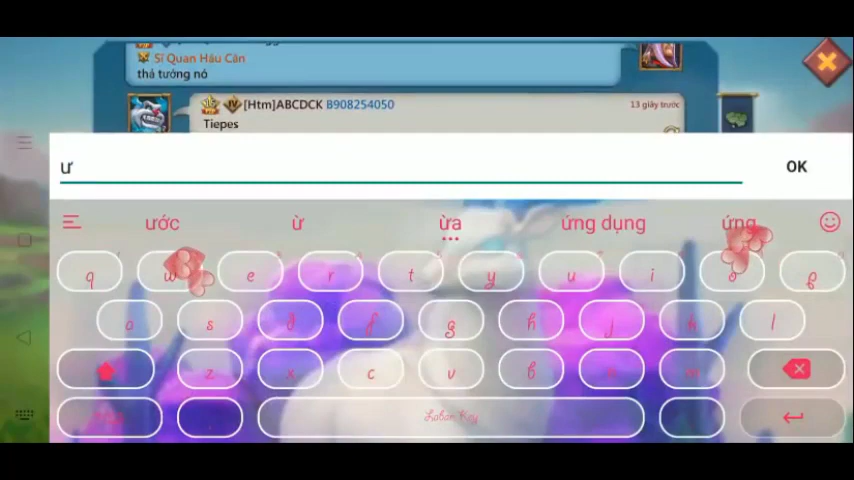 Sĩ Quan Hậu Cần
thả tướng nó
[Htm]ABCDCK B908254050
13 giây trước
Tiepes
ư
OK
ước ừ ừa ứng dụng ứng
q w e r t y u i o p
a s d f g h j k l
z x c v b n m
Laban Key